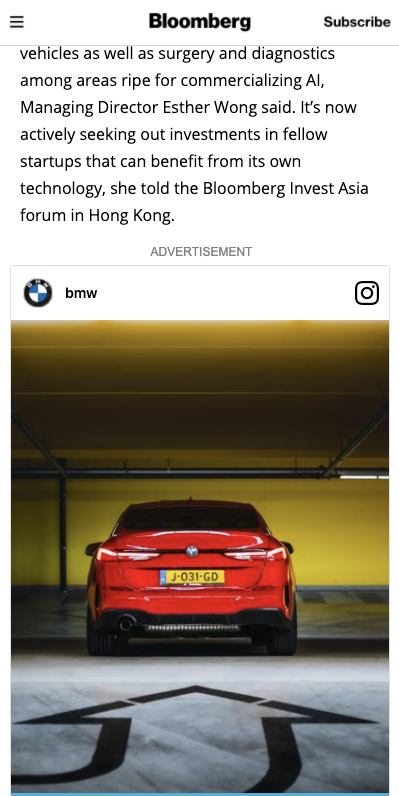 Bloomberg
Subscribe
vehicles as well as surgery and diagnostics
among areas ripe for commercializing AI,
Managing Director Esther Wong said. It’s now
actively seeking out investments in fellow
startups that can benefit from its own
technology, she told the Bloomberg Invest Asia
forum in Hong Kong.
ADVERTISEMENT
BMW
bmw
J-031-GD